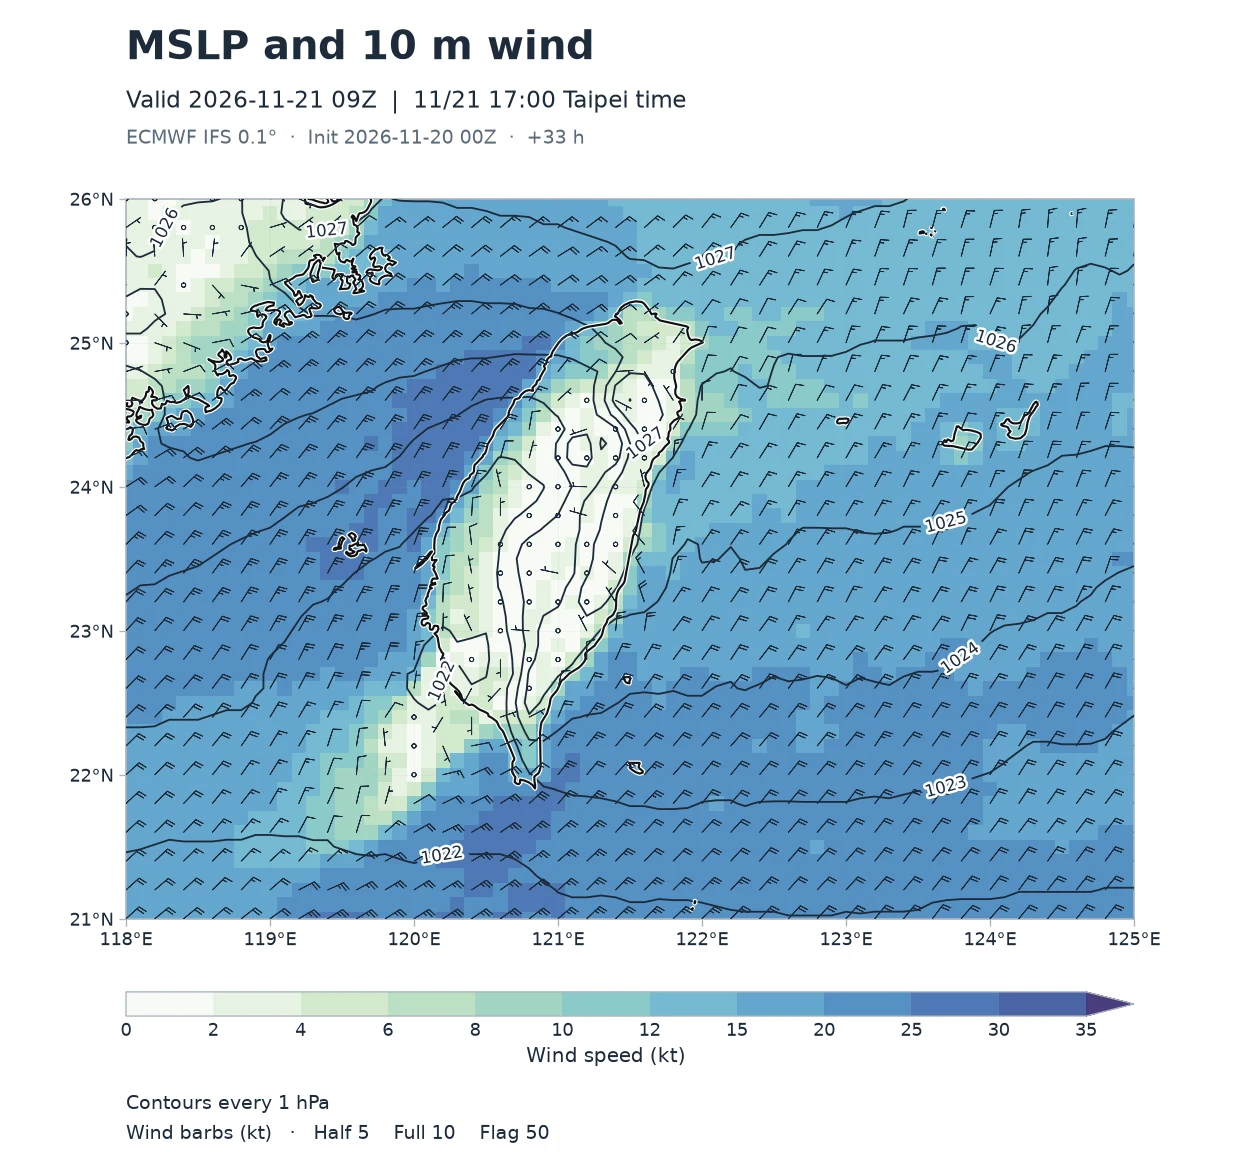 MSLP and 10 m wind
Valid 2026-11-21 09Z | 11/21 17:00 Taipei time
ECMWF IFS 0.1° · Init 2026-11-20 00Z · +33 h
26°N
25°N
24°N
23°N
22°N
21°N
1026
1027
1027
1026
1027
1025
1024
1022
1023
1022
118°E 119°E 120°E 121°E 122°E 123°E 124°E 125°E
0 2 4 6 8 10 12 15 20 25 30 35
Wind speed (kt)
Contours every 1 hPa
Wind barbs (kt) · Half 5 Full 10 Flag 50